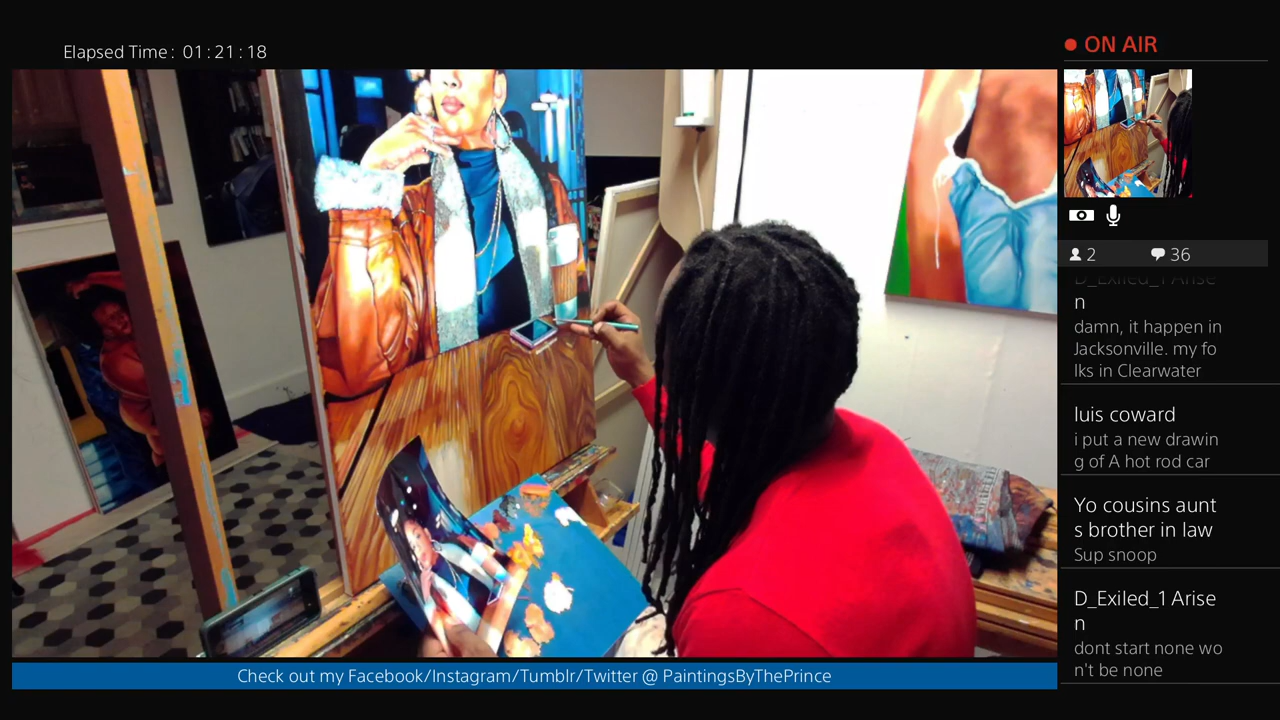 Elapsed Time: 01:21:18
ON AIR
2 36
D_Exiled_1 Arise
n
damn, it happen in
Jacksonville. my fo
lks in Clearwater
luis coward
i put a new drawin
g of A hot rod car
Yo cousins aunt
s brother in law
Sup snoop
D_Exiled_1 Arise
n
dont start none wo
n't be none
Check out my Facebook/Instagram/Tumblr/Twitter @ PaintingsByThePrince